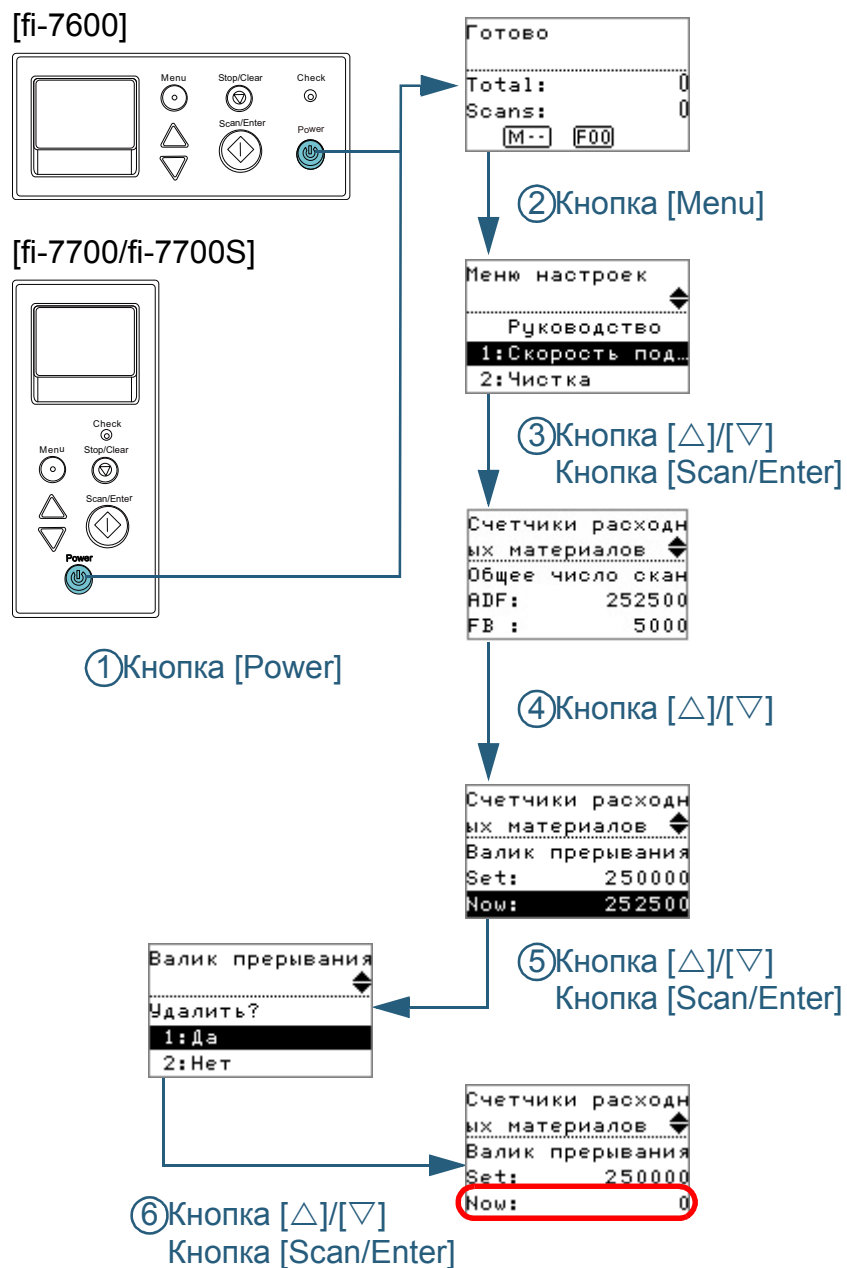 [fi-7600]
Menu
Stop/Clear
Check
Scan/Enter
Power
[fi-7700/fi-7700S]
Check
Menu
Stop/Clear
Scan/Enter
Power
①Кнопка [Power]
Готово
Total: 0
Scans: 0
M-- F00
②Кнопка [Menu]
Меню настроек
Руководство
1:Скорость под…
2:Чистка
③Кнопка [△]/[▽]
Кнопка [Scan/Enter]
Счетчики расходн
ых материалов
Общее число скан
ADF: 252500
FB : 5000
④Кнопка [△]/[▽]
Счетчики расходн
ых материалов
Валик прерывания
Set: 250000
Now: 252500
⑤Кнопка [△]/[▽]
Кнопка [Scan/Enter]
Валик прерывания
Удалить?
1:Да
2:Нет
⑥Кнопка [△]/[▽]
Кнопка [Scan/Enter]
Счетчики расходн
ых материалов
Валик прерывания
Set: 250000
Now: 0